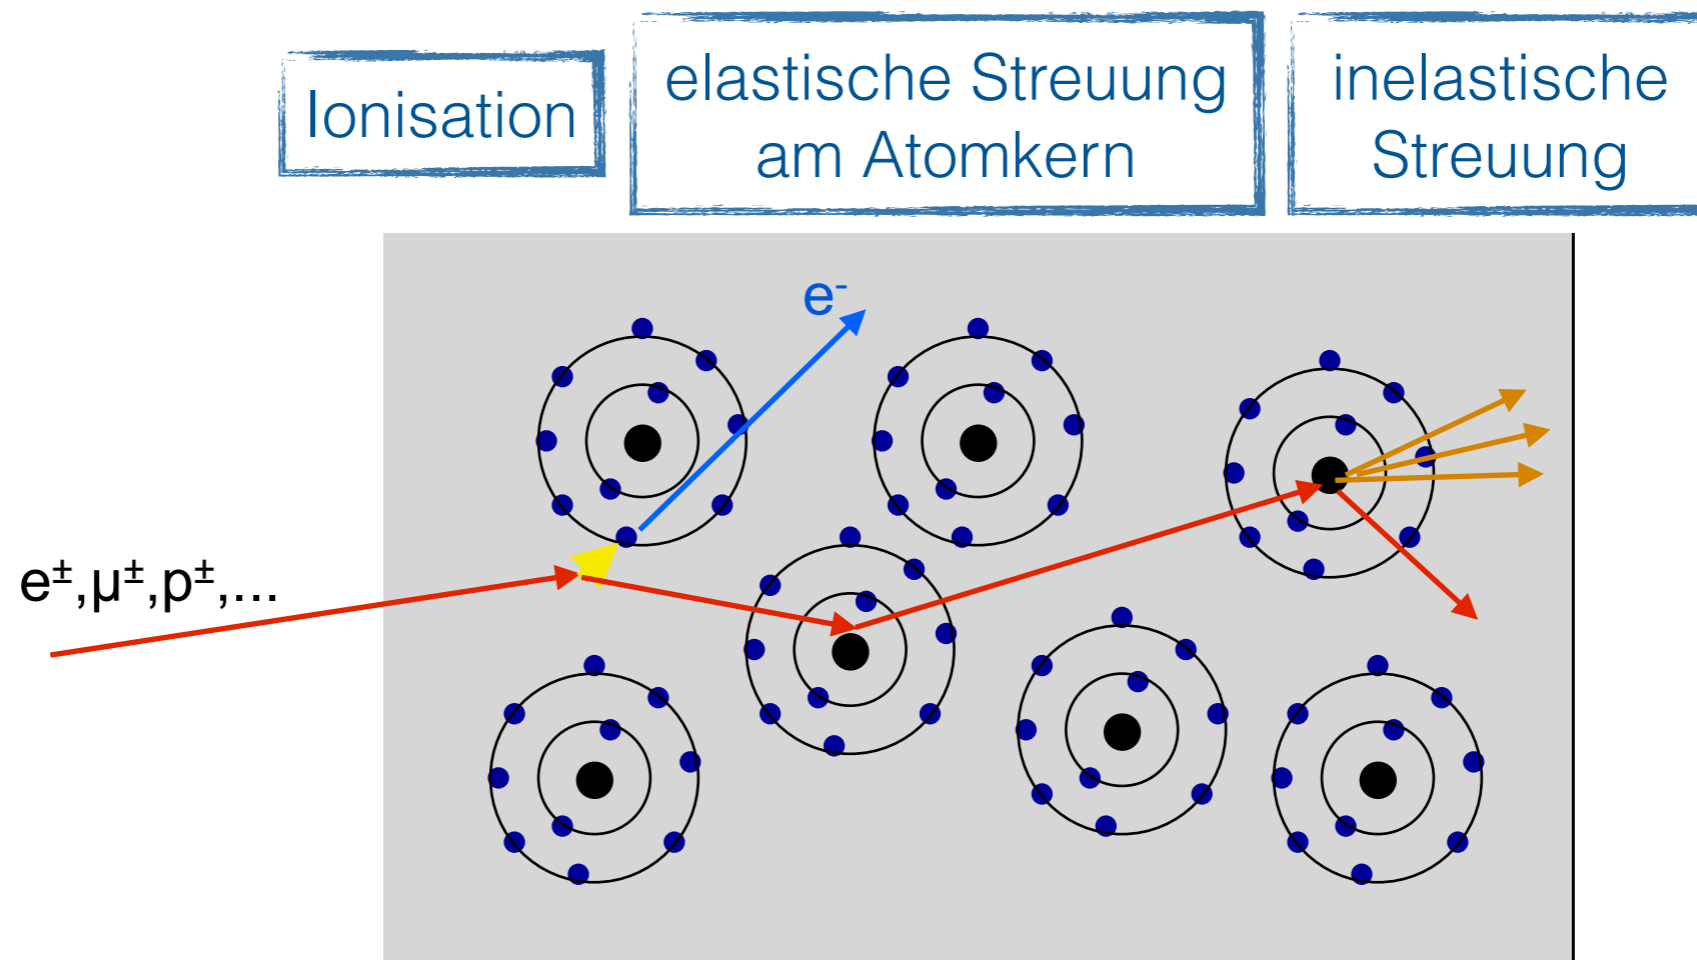 Ionisation
elastische Streuung
am Atomkern
inelastische
Streuung
e⁻
e±,μ±,p±,...